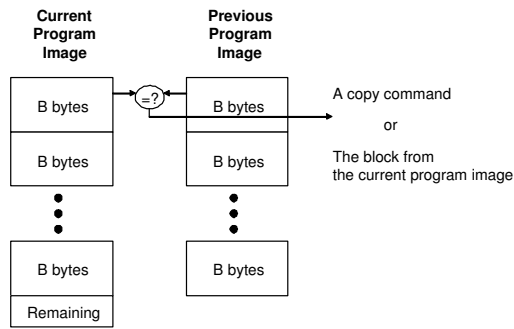 Current
Program
Image
Previous
Program
Image
B bytes
=?
B bytes
A copy command
or
B bytes
B bytes
The block from
the current program image
B bytes
B bytes
Remaining